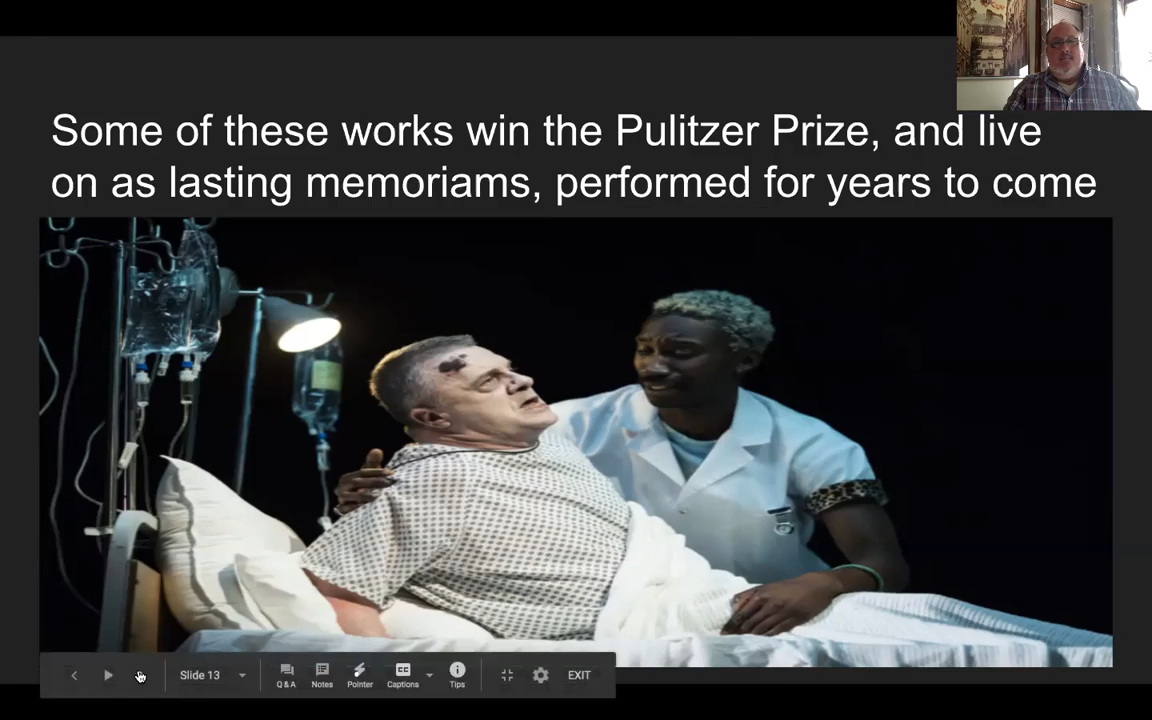 Some of these works win the Pulitzer Prize, and live
on as lasting memoriams, performed for years to come
Slide 13
Q & A
Notes
Pointer
CC
Captions
Tips
EXIT